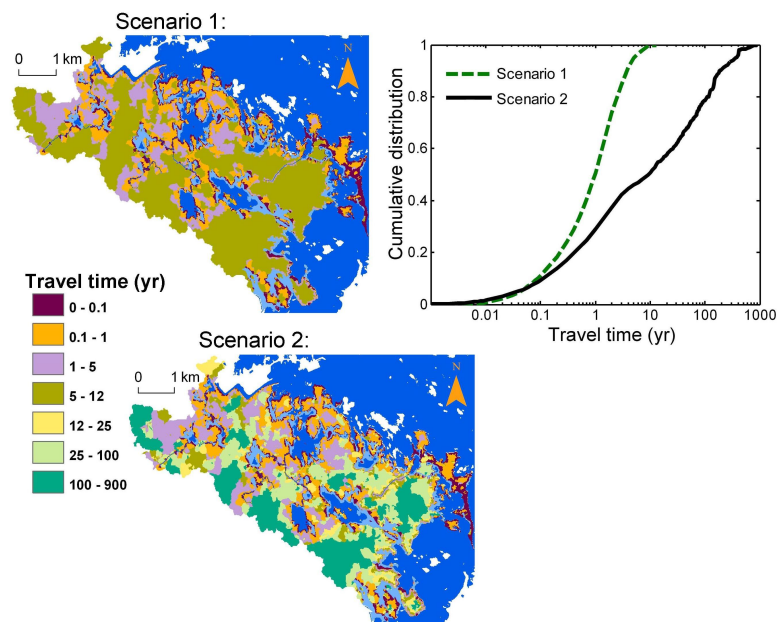 Scenario 1:
0 1 km
N
Travel time (yr)
0 - 0.1
0.1 - 1
1 - 5
5 - 12
12 - 25
25 - 100
100 - 900
Scenario 2:
0 1 km
N
Cumulative distribution
1
0.8
0.6
0.4
0.2
0
Scenario 1
Scenario 2
0.01 0.1 1 10 100 1000
Travel time (yr)